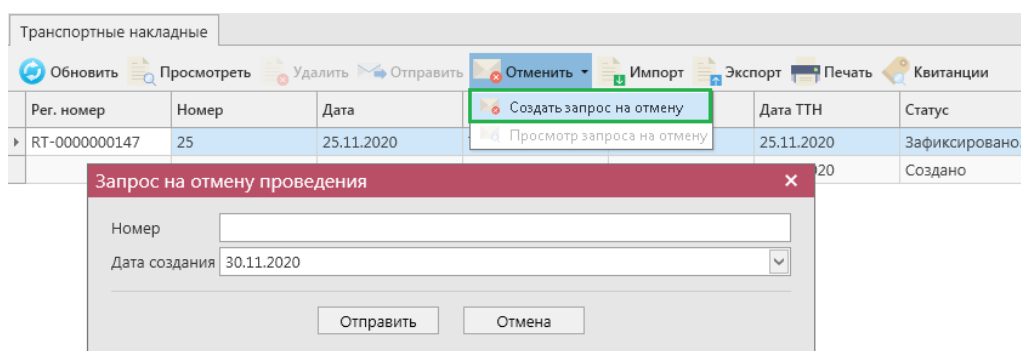 Транспортные накладные
Обновить Просмотреть Удалить Отправить Отменить Импорт Экспорт Печать Квитанции
Рег. номер Номер Дата Создать запрос на отмену Дата ТТН Статус
Просмотр запроса на отмену
RT-0000000147 25 25.11.2020 25.11.2020 Зафиксировано.
20 Создано
Запрос на отмену проведения
Номер
Дата создания 30.11.2020
Отправить Отмена